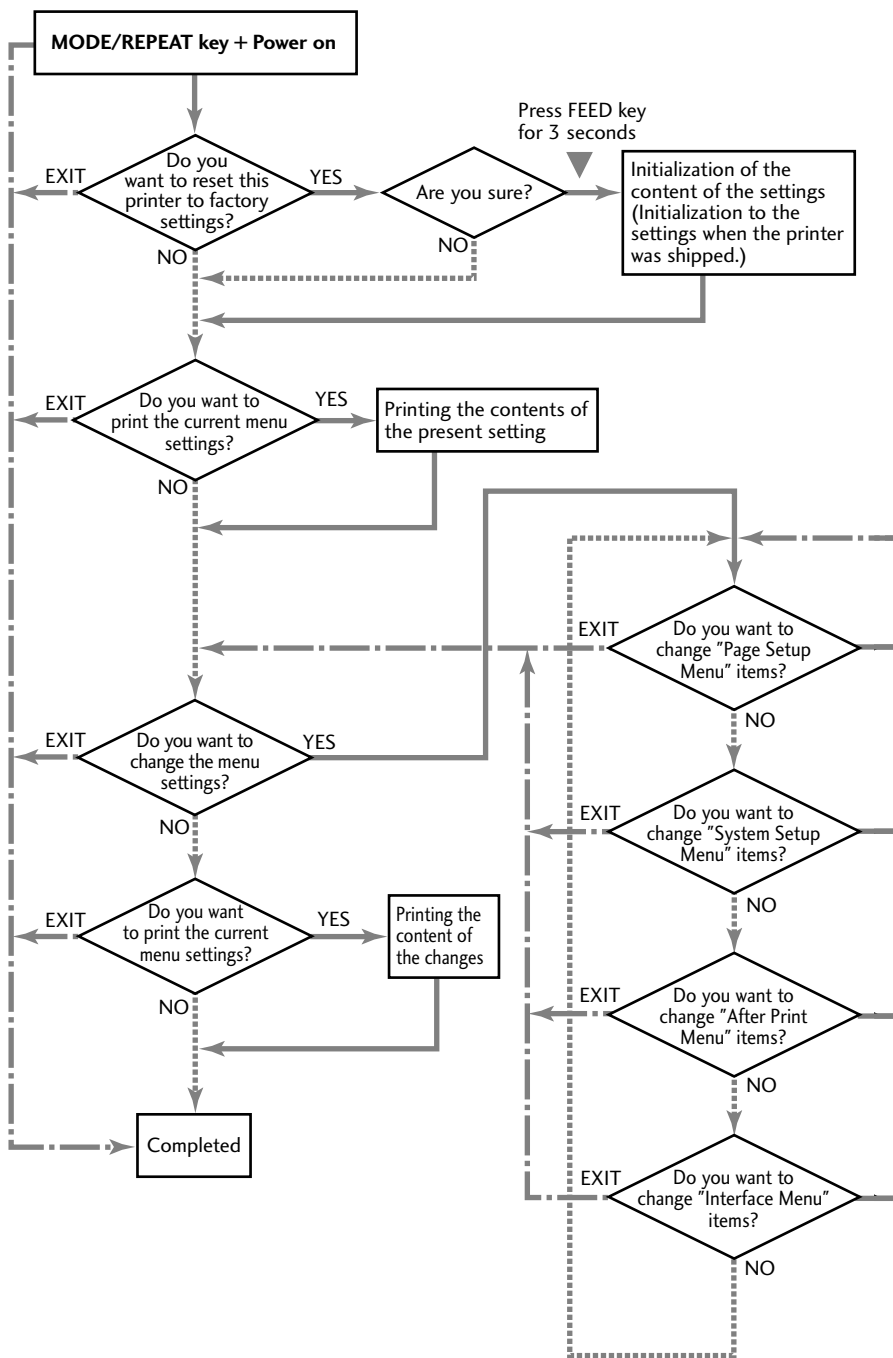 MODE/REPEAT key + Power on
Press FEED key
for 3 seconds
EXIT
Do you
want to reset this
printer to factory
settings?
YES
Are you sure?
Initialization of the
content of the settings
(Initialization to the
settings when the printer
was shipped.)
NO
NO
EXIT
Do you want to
print the current menu
settings?
YES
Printing the contents of
the present setting
NO
EXIT
Do you want to
change "Page Setup
Menu" items?
NO
EXIT
Do you want to
change the menu
settings?
YES
NO
EXIT
Do you want to
change "System Setup
Menu" items?
NO
EXIT
Do you want
to print the current
menu settings?
YES
Printing the
content of
the changes
NO
EXIT
Do you want to
change "After Print
Menu" items?
NO
Completed
EXIT
Do you want to
change "Interface Menu"
items?
NO